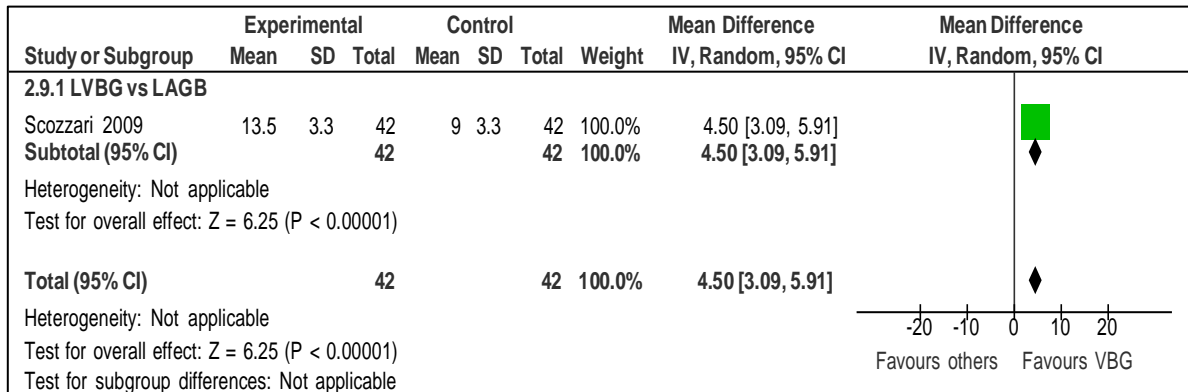 Experimental Control Mean Difference Mean Difference
Study or Subgroup Mean SD Total Mean SD Total Weight IV, Random, 95% CI IV, Random, 95% CI
2.9.1 LVBG vs LAGB
Scozzari 2009 13.5 3.3 42 9 3.3 42 100.0% 4.50 [3.09, 5.91]
Subtotal (95% CI) 42 42 100.0% 4.50 [3.09, 5.91]
Heterogeneity: Not applicable
Test for overall effect: Z = 6.25 (P < 0.00001)
Total (95% CI) 42 42 100.0% 4.50 [3.09, 5.91]
Heterogeneity: Not applicable
Test for overall effect: Z = 6.25 (P < 0.00001)
Test for subgroup differences: Not applicable
-20 -10 0 10 20
Favours others Favours VBG